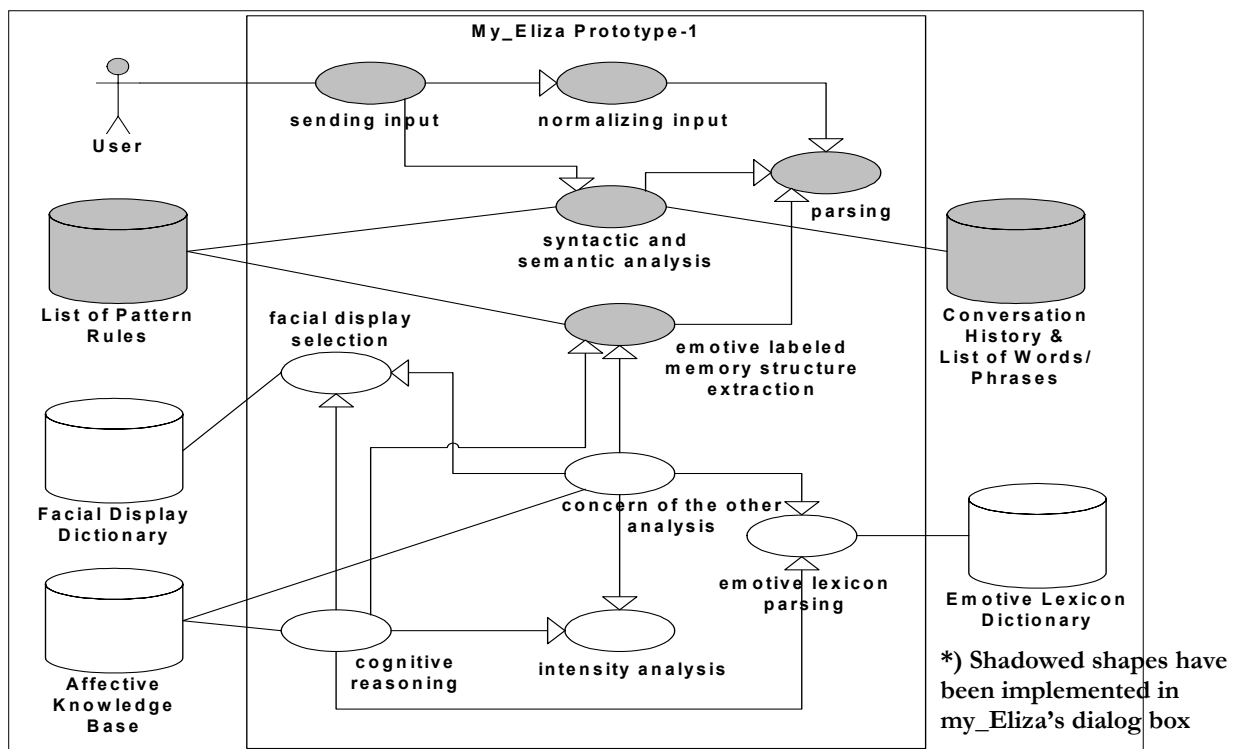 My_Eliza Prototype-1
User
sending input
normalizing input
parsing
syntactic and
semantic analysis
List of Pattern
Rules
Conversation
History &
List of Words/
Phrases
facial display
selection
emotive labeled
memory structure
extraction
Facial Display
Dictionary
concern of the other
analysis
emotive lexicon
parsing
Emotive Lexicon
Dictionary
Affective
Knowledge
Base
cognitive
reasoning
intensity analysis
*) Shadowed shapes have
been implemented in
my_Eliza’s dialog box